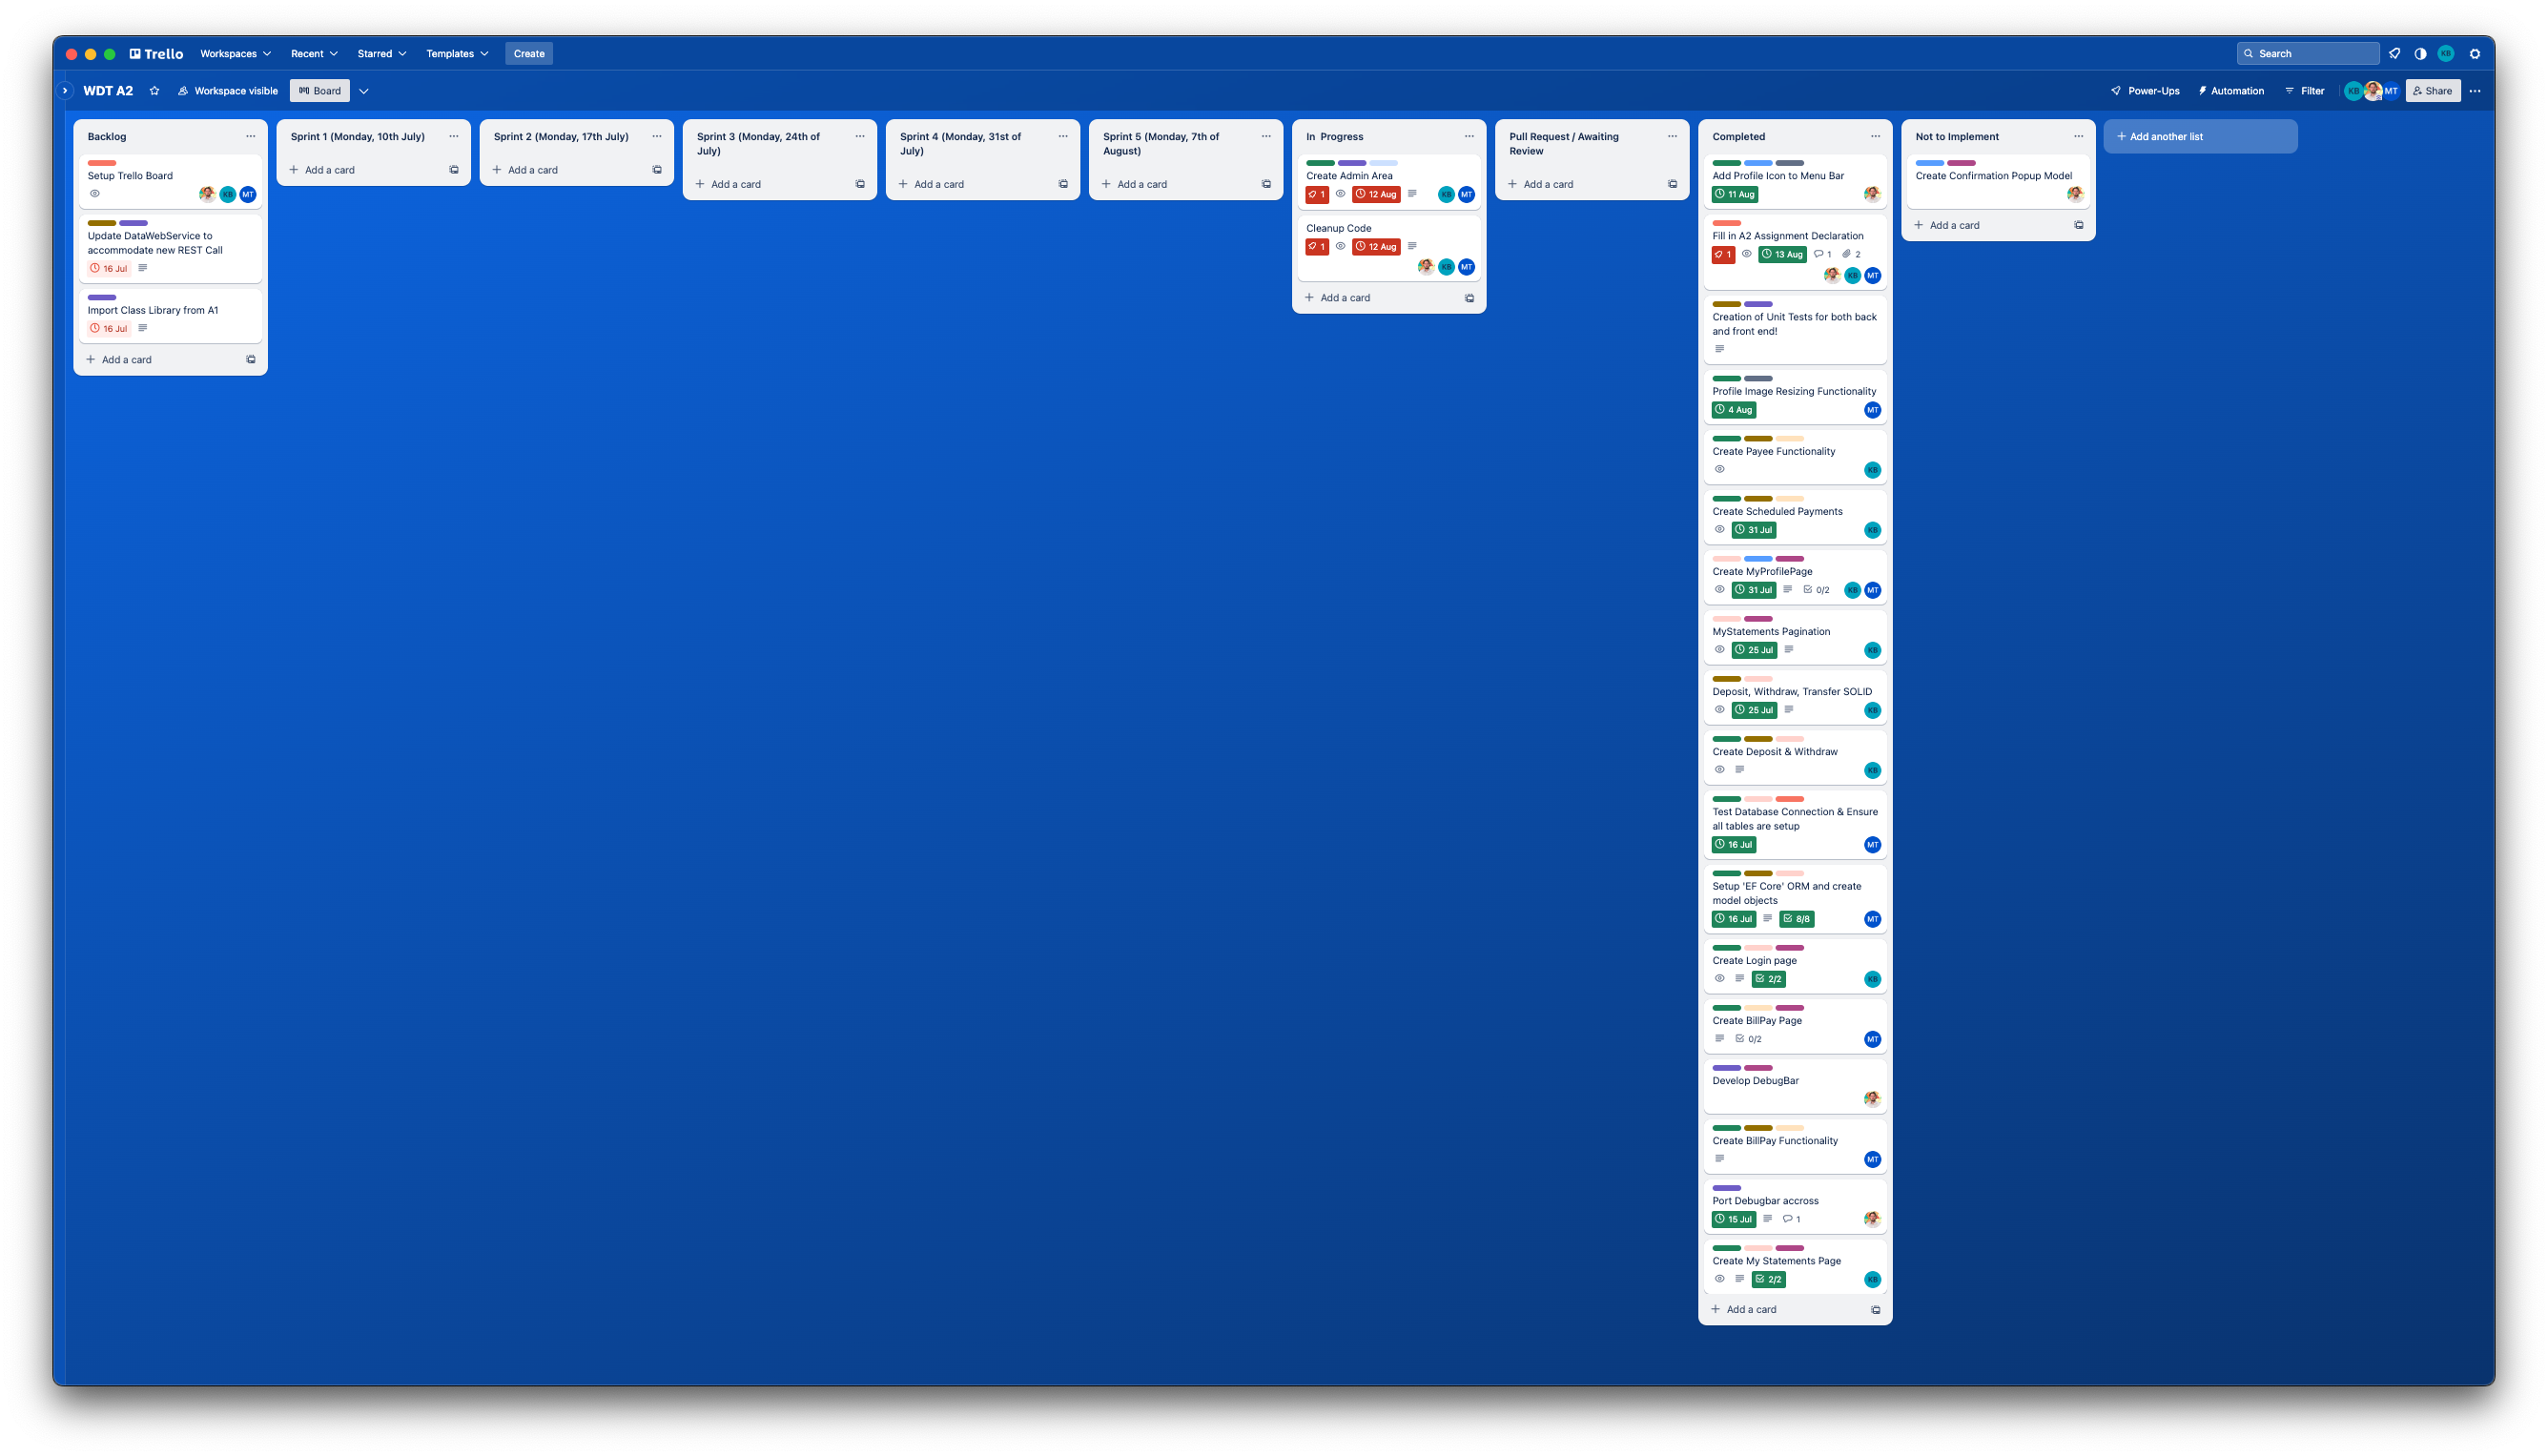 Trello Workspaces Recent Starred Templates Create Search KB
WDT A2 Workspace visible Board Power-Ups Automation Filter KB MT Share
Backlog
Setup Trello Board
KB MT
Update DataWebService to
accommodate new REST Call
16 Jul
Import Class Library from A1
16 Jul
Add a card
Sprint 1 (Monday, 10th July)
Add a card
Sprint 2 (Monday, 17th July)
Add a card
Sprint 3 (Monday, 24th of
July)
Add a card
Sprint 4 (Monday, 31st of
July)
Add a card
Sprint 5 (Monday, 7th of
August)
Add a card
In Progress
Create Admin Area
1 12 Aug KB MT
Cleanup Code
1 12 Aug
KB MT
Add a card
Pull Request / Awaiting
Review
Add a card
Completed
Add Profile Icon to Menu Bar
11 Aug
Fill in A2 Assignment Declaration
1 13 Aug 1 2
KB MT
Creation of Unit Tests for both back
and front end!
Profile Image Resizing Functionality
4 Aug MT
Create Payee Functionality
KB
Create Scheduled Payments
31 Jul KB
Create MyProfilePage
31 Jul 0/2 KB MT
MyStatements Pagination
25 Jul KB
Deposit, Withdraw, Transfer SOLID
25 Jul KB
Create Deposit & Withdraw
KB
Test Database Connection & Ensure
all tables are setup
16 Jul MT
Setup 'EF Core' ORM and create
model objects
16 Jul 8/8 MT
Create Login page
2/2 KB
Create BillPay Page
0/2 MT
Develop DebugBar
Create BillPay Functionality
MT
Port Debugbar accross
15 Jul 1
Create My Statements Page
2/2 KB
Add a card
Not to Implement
Create Confirmation Popup Model
Add a card
Add another list